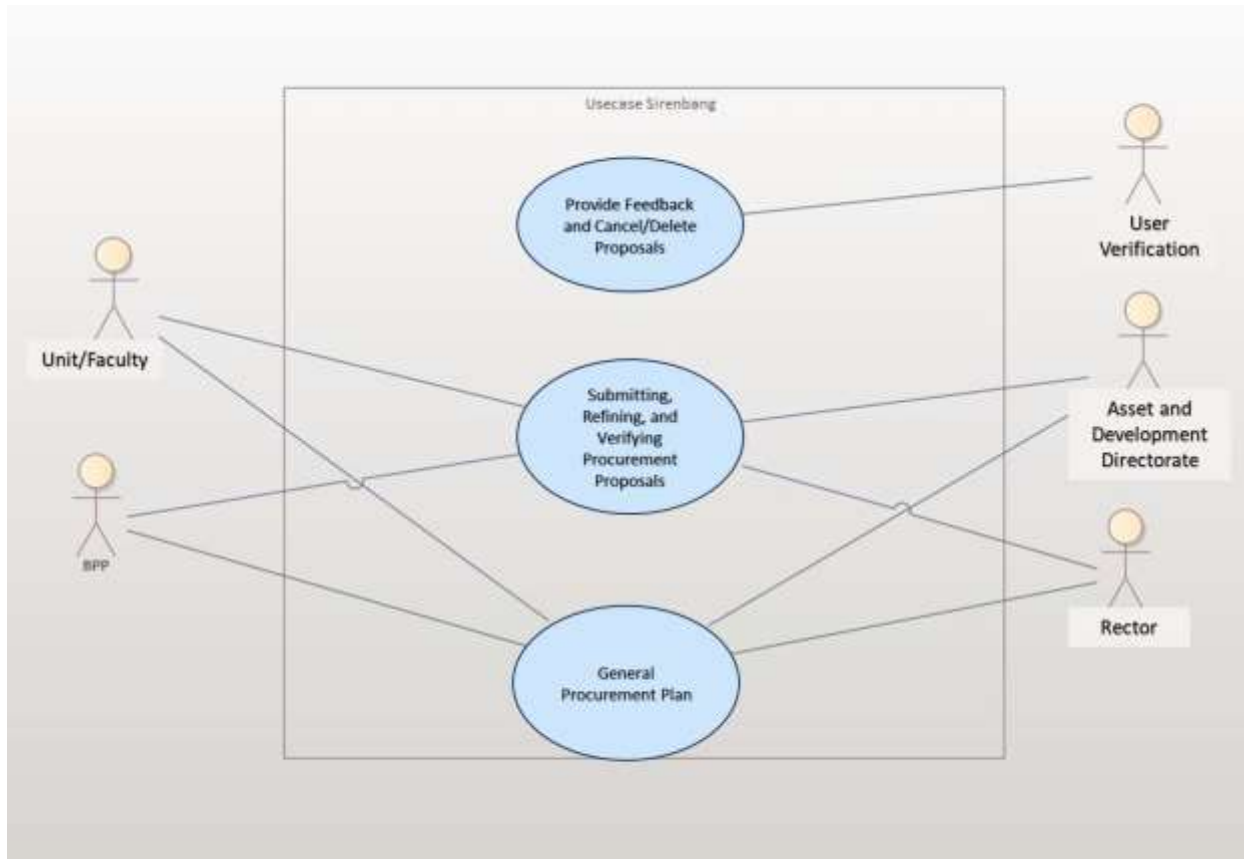 Usecase Sirenbang
Provide Feedback
and Cancel/Delete
Proposals
User
Verification
Unit/Faculty
Submitting,
Refining, and
Verifying
Procurement
Proposals
Asset and
Development
Directorate
BPP
Rector
General
Procurement Plan